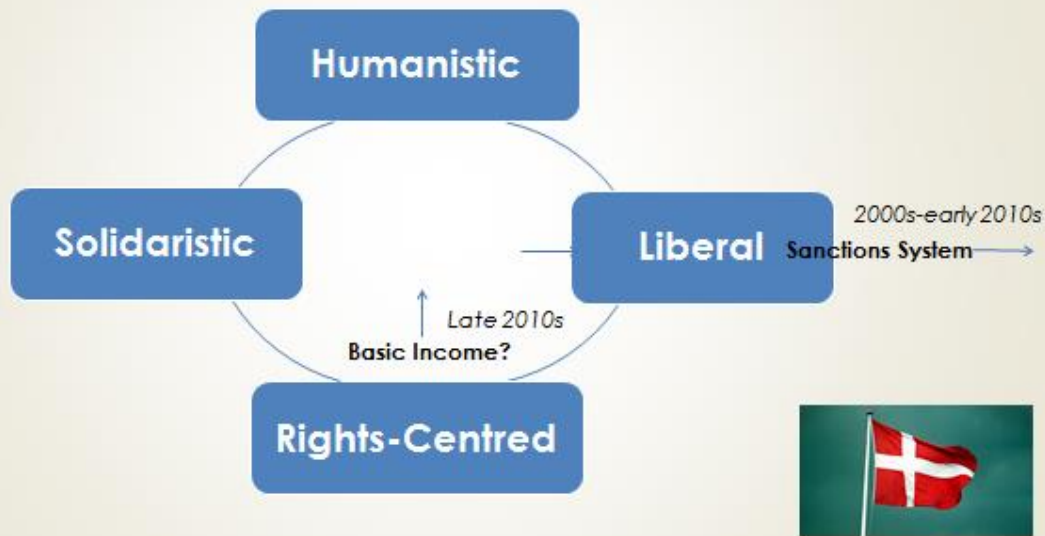 Humanistic
Solidaristic
Liberal
2000s-early 2010s
Sanctions System
Late 2010s
Basic Income?
Rights-Centred